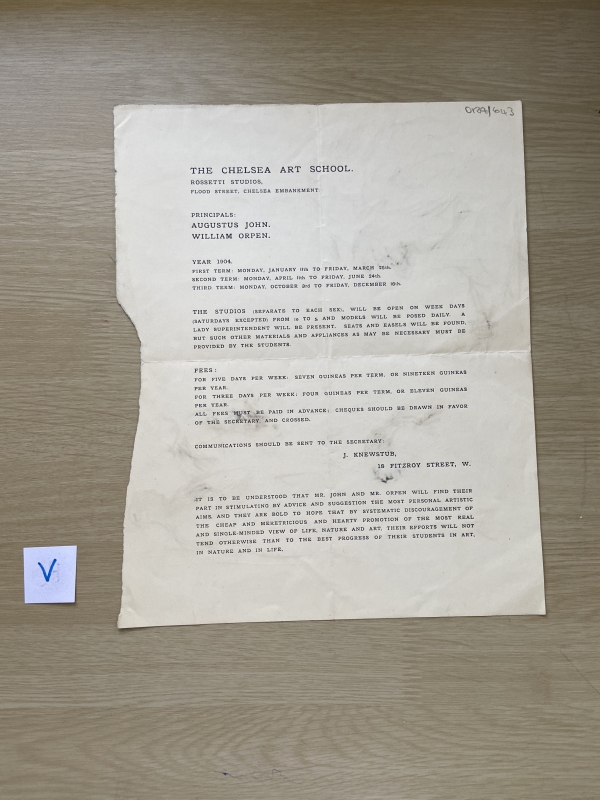 THE CHELSEA ART SCHOOL.
ROSSETTI STUDIOS,
FLOOD STREET, CHELSEA EMBANKMENT.
PRINCIPALS:
AUGUSTUS JOHN.
WILLIAM ORPEN.
YEAR 1904.
FIRST TERM: MONDAY, JANUARY 11th TO FRIDAY, MARCH 25th.
SECOND TERM: MONDAY, APRIL 11th TO FRIDAY, JUNE 24th.
THIRD TERM: MONDAY, OCTOBER 3rd TO FRIDAY, DECEMBER 16th.
THE STUDIOS (SEPARATE TO EACH SEX), WILL BE OPEN ON WEEK DAYS
(SATURDAYS EXCEPTED) FROM 10 TO 5, AND MODELS WILL BE POSED DAILY. A
LADY SUPERINTENDENT WILL BE PRESENT. SEATS AND EASELS WILL BE FOUND,
BUT SUCH OTHER MATERIALS AND APPLIANCES AS MAY BE NECESSARY MUST BE
PROVIDED BY THE STUDENTS.
FEES:
FOR FIVE DAYS PER WEEK: SEVEN GUINEAS PER TERM, OR NINETEEN GUINEAS
PER YEAR.
FOR THREE DAYS PER WEEK: FOUR GUINEAS PER TERM, OR ELEVEN GUINEAS
PER YEAR.
ALL FEES MUST BE PAID IN ADVANCE: CHEQUES SHOULD BE DRAWN IN FAVOR
OF THE SECRETARY, AND CROSSED.
COMMUNICATIONS SHOULD BE SENT TO THE SECRETARY:
J. KNEWSTUB,
18 FITZROY STREET, W.
IT IS TO BE UNDERSTOOD THAT MR. JOHN AND MR. ORPEN WILL FIND THEIR
PART IN STIMULATING BY ADVICE AND SUGGESTION THE MOST PERSONAL ARTISTIC
AIMS, AND THEY ARE BOLD TO HOPE THAT BY SYSTEMATIC DISCOURAGEMENT OF
THE CHEAP AND MERETRICIOUS AND HEARTY PROMOTION OF THE MOST REAL
AND SINGLE-MINDED VIEW OF LIFE, NATURE AND ART, THEIR EFFORTS WILL NOT
TEND OTHERWISE THAN TO THE BEST PROGRESS OF THEIR STUDENTS IN ART,
IN NATURE AND IN LIFE.
V